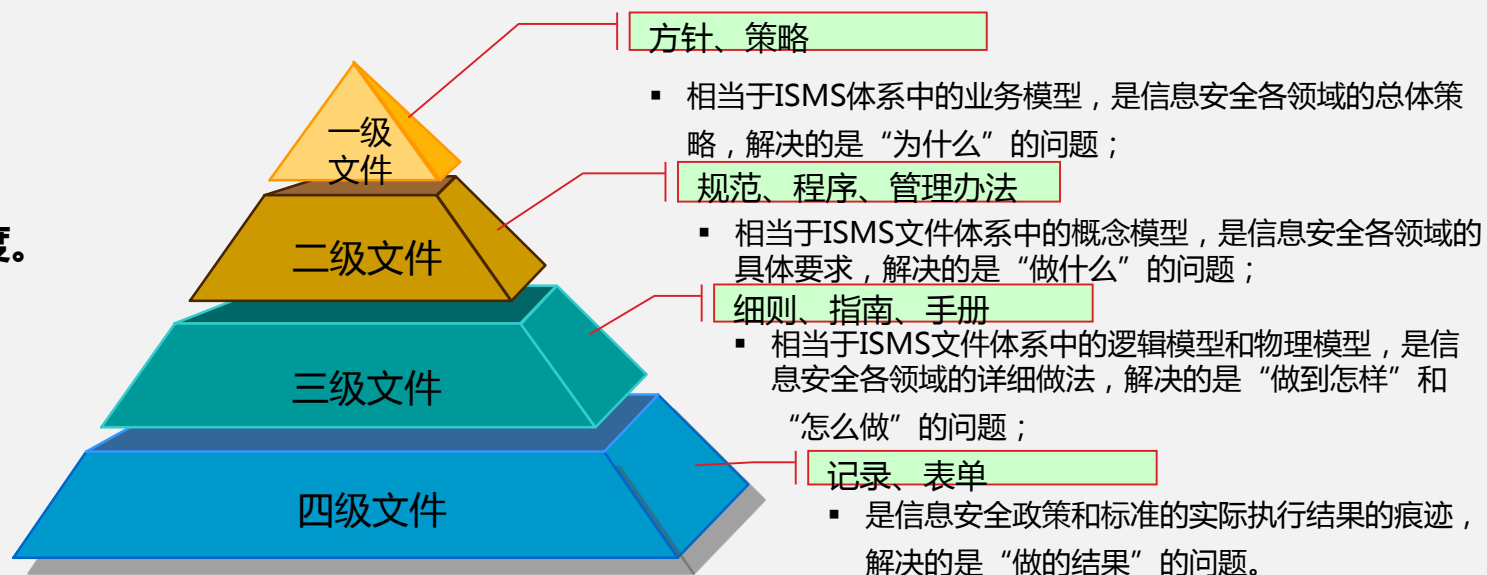 方针、策略
▪ 相当于ISMS体系中的业务模型，是信息安全各领域的总体策
略，解决的是“为什么”的问题；
一级
文件
规范、程序、管理办法
▪ 相当于ISMS文件体系中的概念模型，是信息安全各领域的
具体要求，解决的是“做什么”的问题；
度。
二级文件
细则、指南、手册
▪ 相当于ISMS文件体系中的逻辑模型和物理模型，是信
息安全各领域的详细做法，解决的是“做到怎样”和
“怎么做”的问题；
三级文件
记录、表单
▪ 是信息安全政策和标准的实际执行结果的痕迹，
解决的是“做的结果”的问题。
四级文件